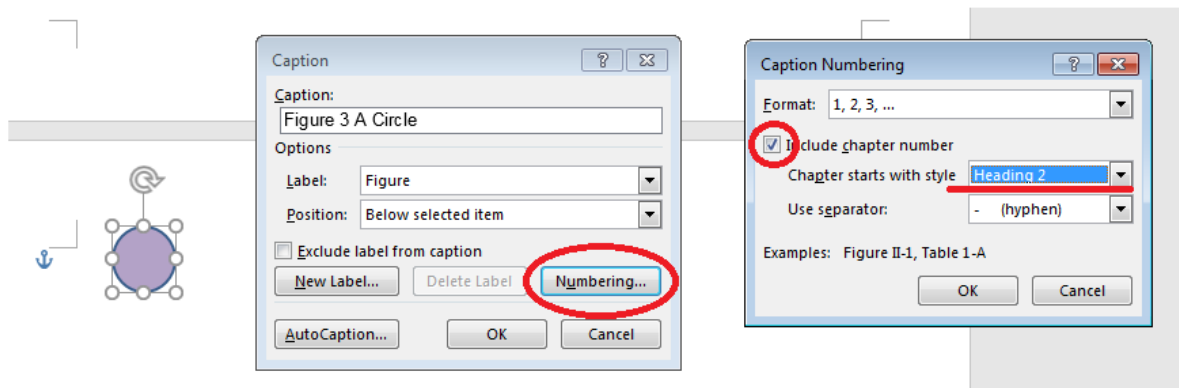 Caption
Caption:
Figure 3 A Circle
Options
Label: Figure
Position: Below selected item
Exclude label from caption
New Label... Delete Label Numbering...
AutoCaption... OK Cancel
Caption Numbering
Format: 1, 2, 3, ...
Include chapter number
Chapter starts with style Heading 2
Use separator: - (hyphen)
Examples: Figure II-1, Table 1-A
OK Cancel